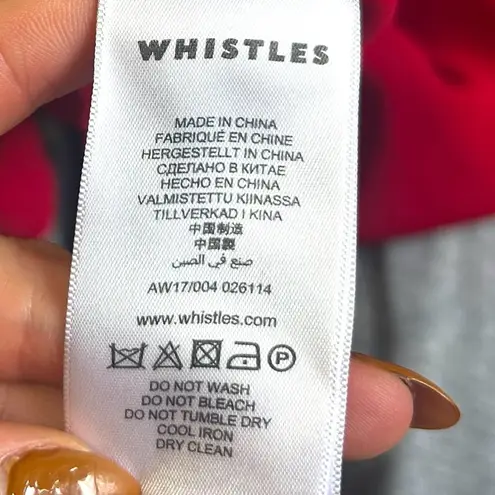 WHISTLES
MADE IN CHINA
FABRIQUÉ EN CHINE
HERGESTELLT IN CHINA
СДЕЛАНО В КИТАЕ
HECHO EN CHINA
VALMISTETTU KIINASSA
TILLVERKAD I KINA
中国制造
中國製
صنع في الصين
AW17/004 026114
www.whistles.com
P
DO NOT WASH
DO NOT BLEACH
DO NOT TUMBLE DRY
COOL IRON
DRY CLEAN